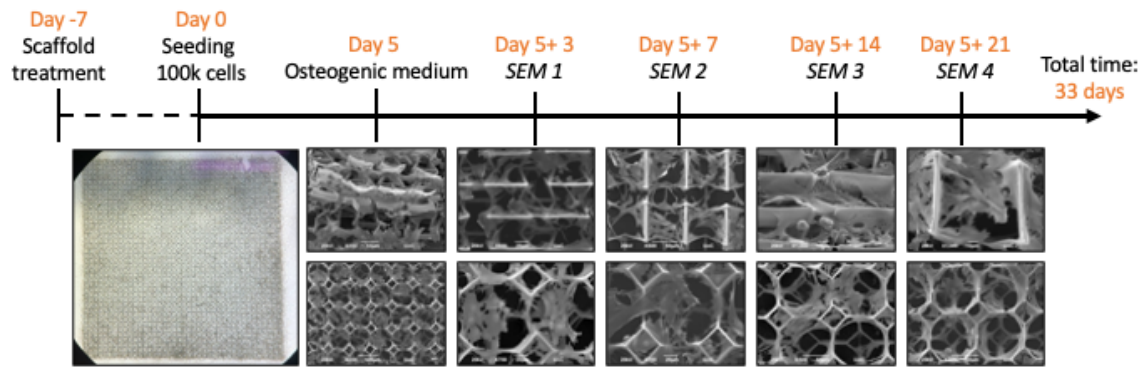 Day -7
Scaffold
treatment
Day 0
Seeding
100k cells
Day 5
Osteogenic medium
Day 5+ 3
SEM 1
Day 5+ 7
SEM 2
Day 5+ 14
SEM 3
Day 5+ 21
SEM 4
Total time:
33 days